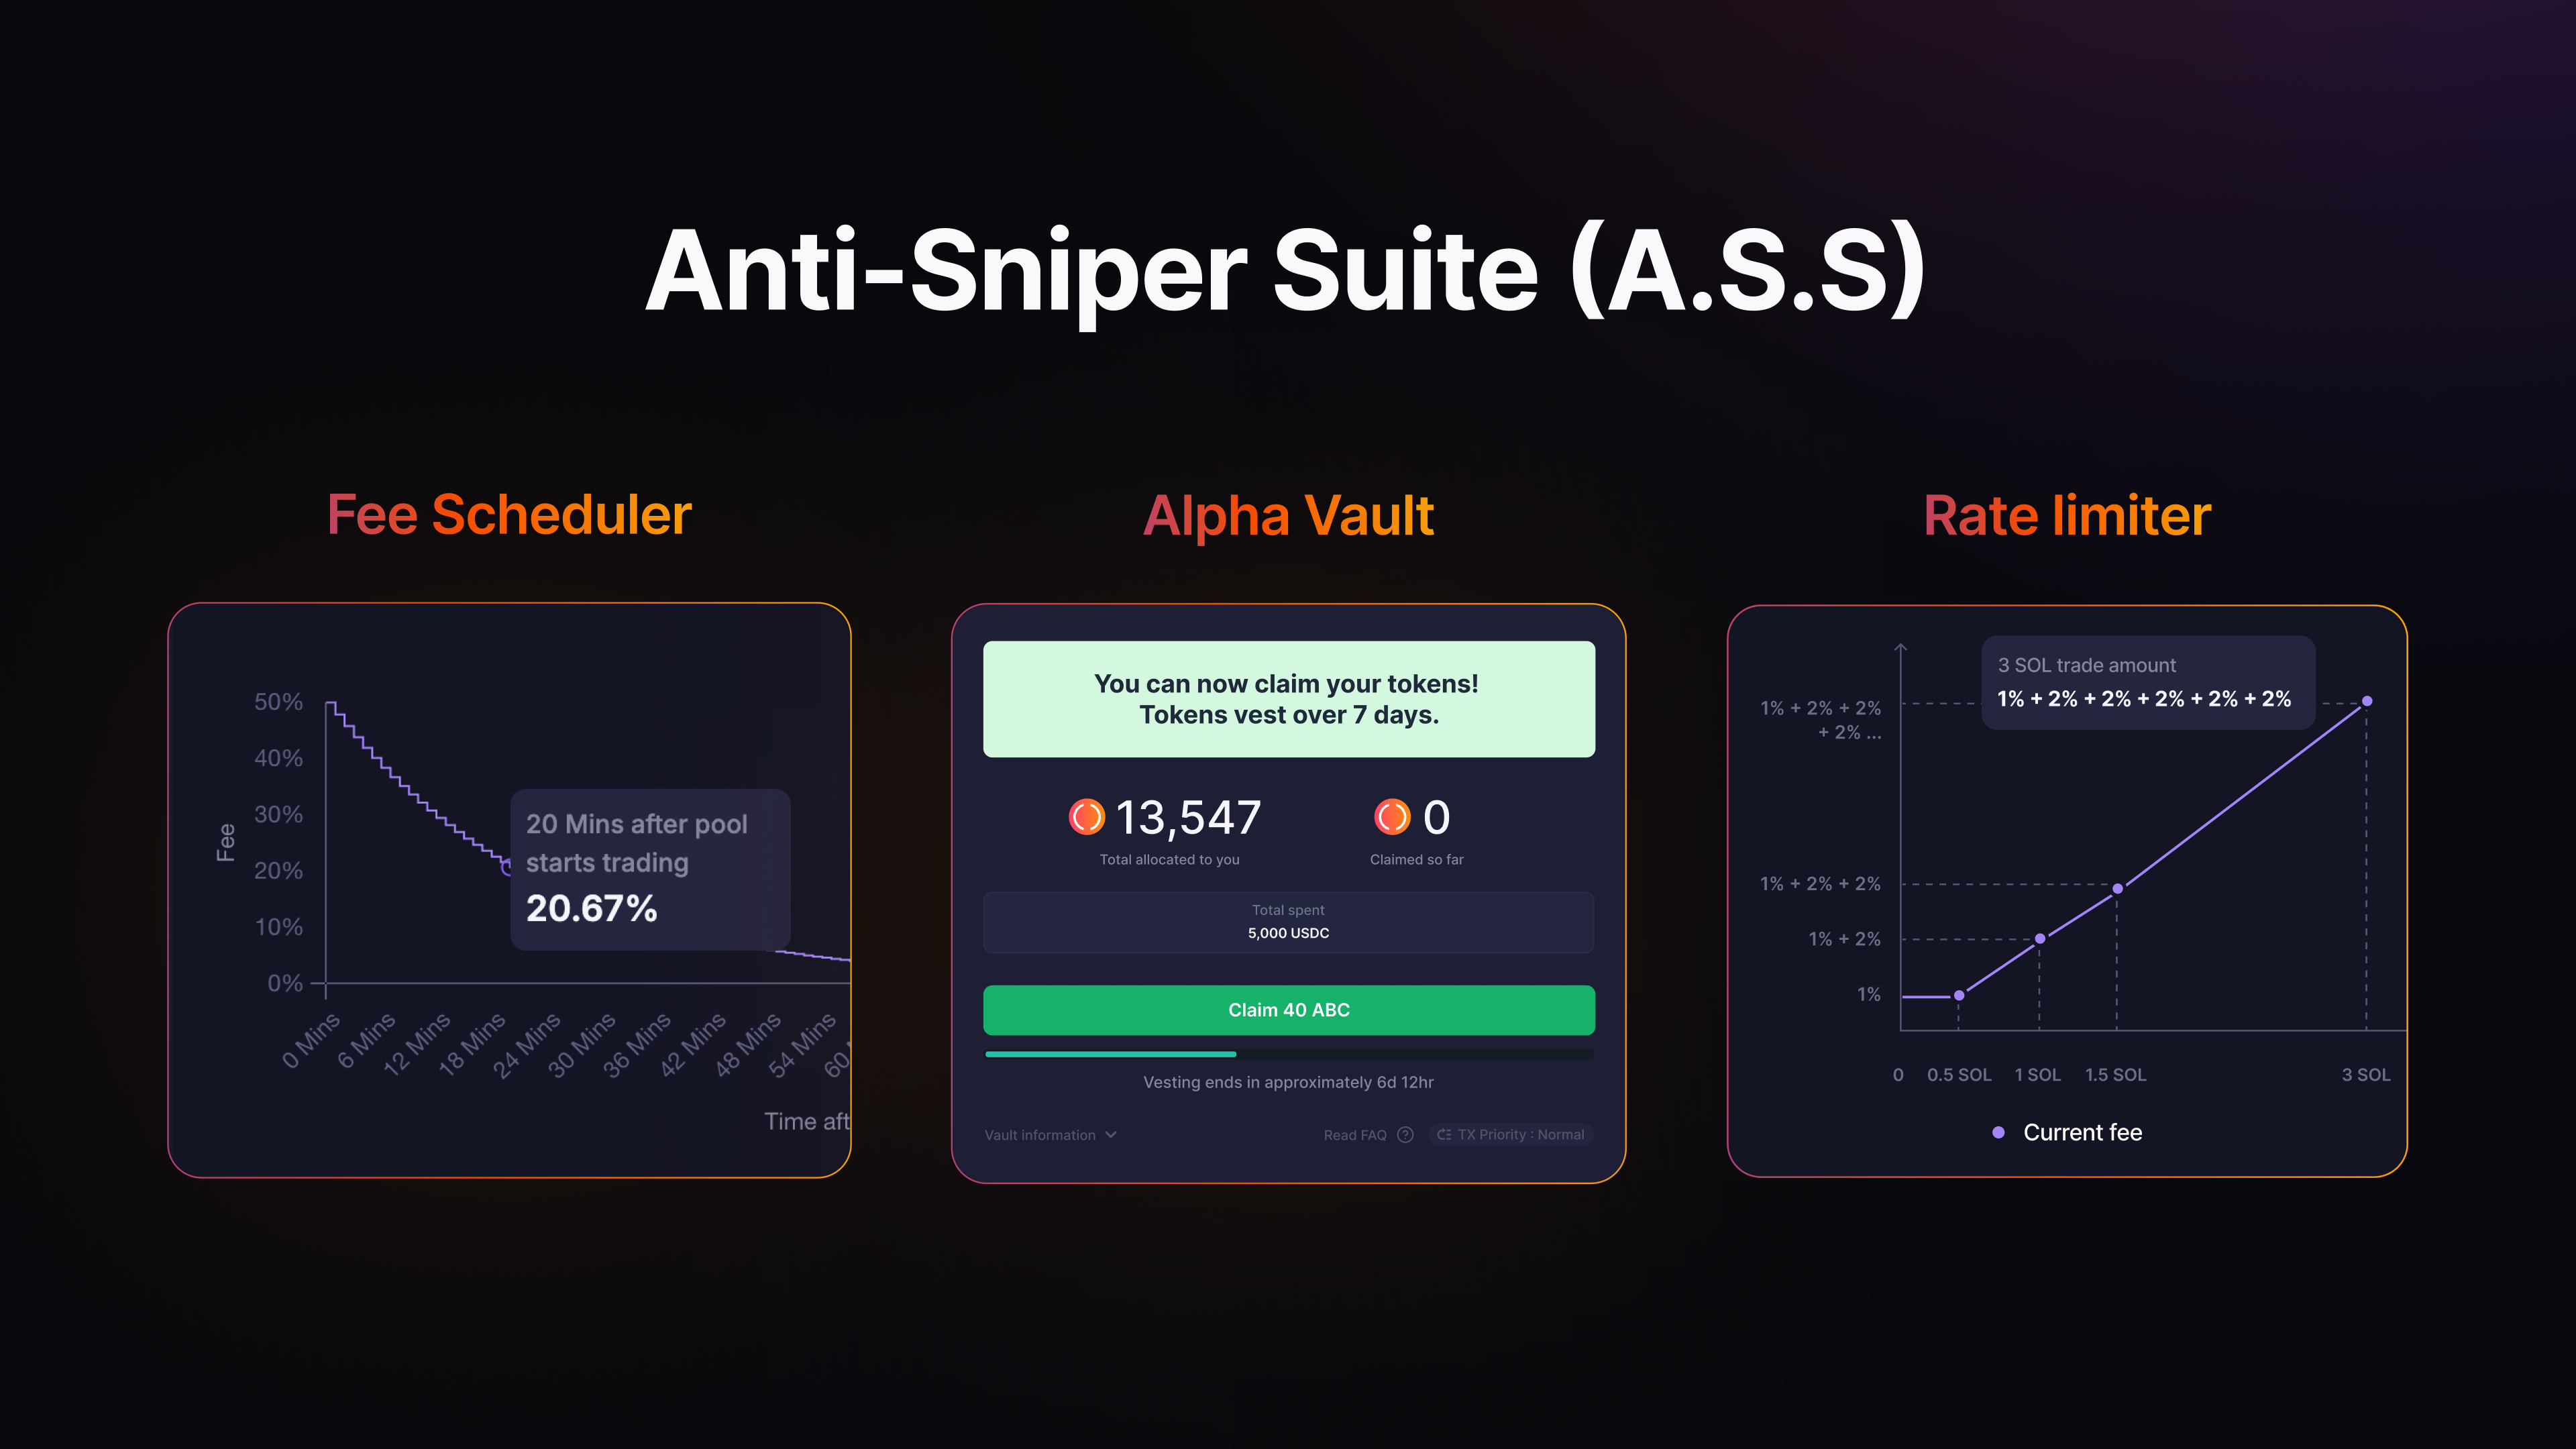 Anti-Sniper Suite (A.S.S)
Fee Scheduler
50%
40%
30%
20%
10%
0%
Fee
20 Mins after pool
starts trading
20.67%
0 Mins
6 Mins
12 Mins
18 Mins
24 Mins
30 Mins
36 Mins
42 Mins
48 Mins
54 Mins
60
Time aft
Alpha Vault
You can now claim your tokens!
Tokens vest over 7 days.
13,547
Total allocated to you
0
Claimed so far
Total spent
5,000 USDC
Claim 40 ABC
Vesting ends in approximately 6d 12hr
Vault information
Read FAQ
TX Priority : Normal
Rate limiter
3 SOL trade amount
1% + 2% + 2% + 2% + 2% + 2%
1% + 2% + 2%
+ 2% ...
1% + 2% + 2%
1% + 2%
1%
0
0.5 SOL
1 SOL
1.5 SOL
3 SOL
Current fee